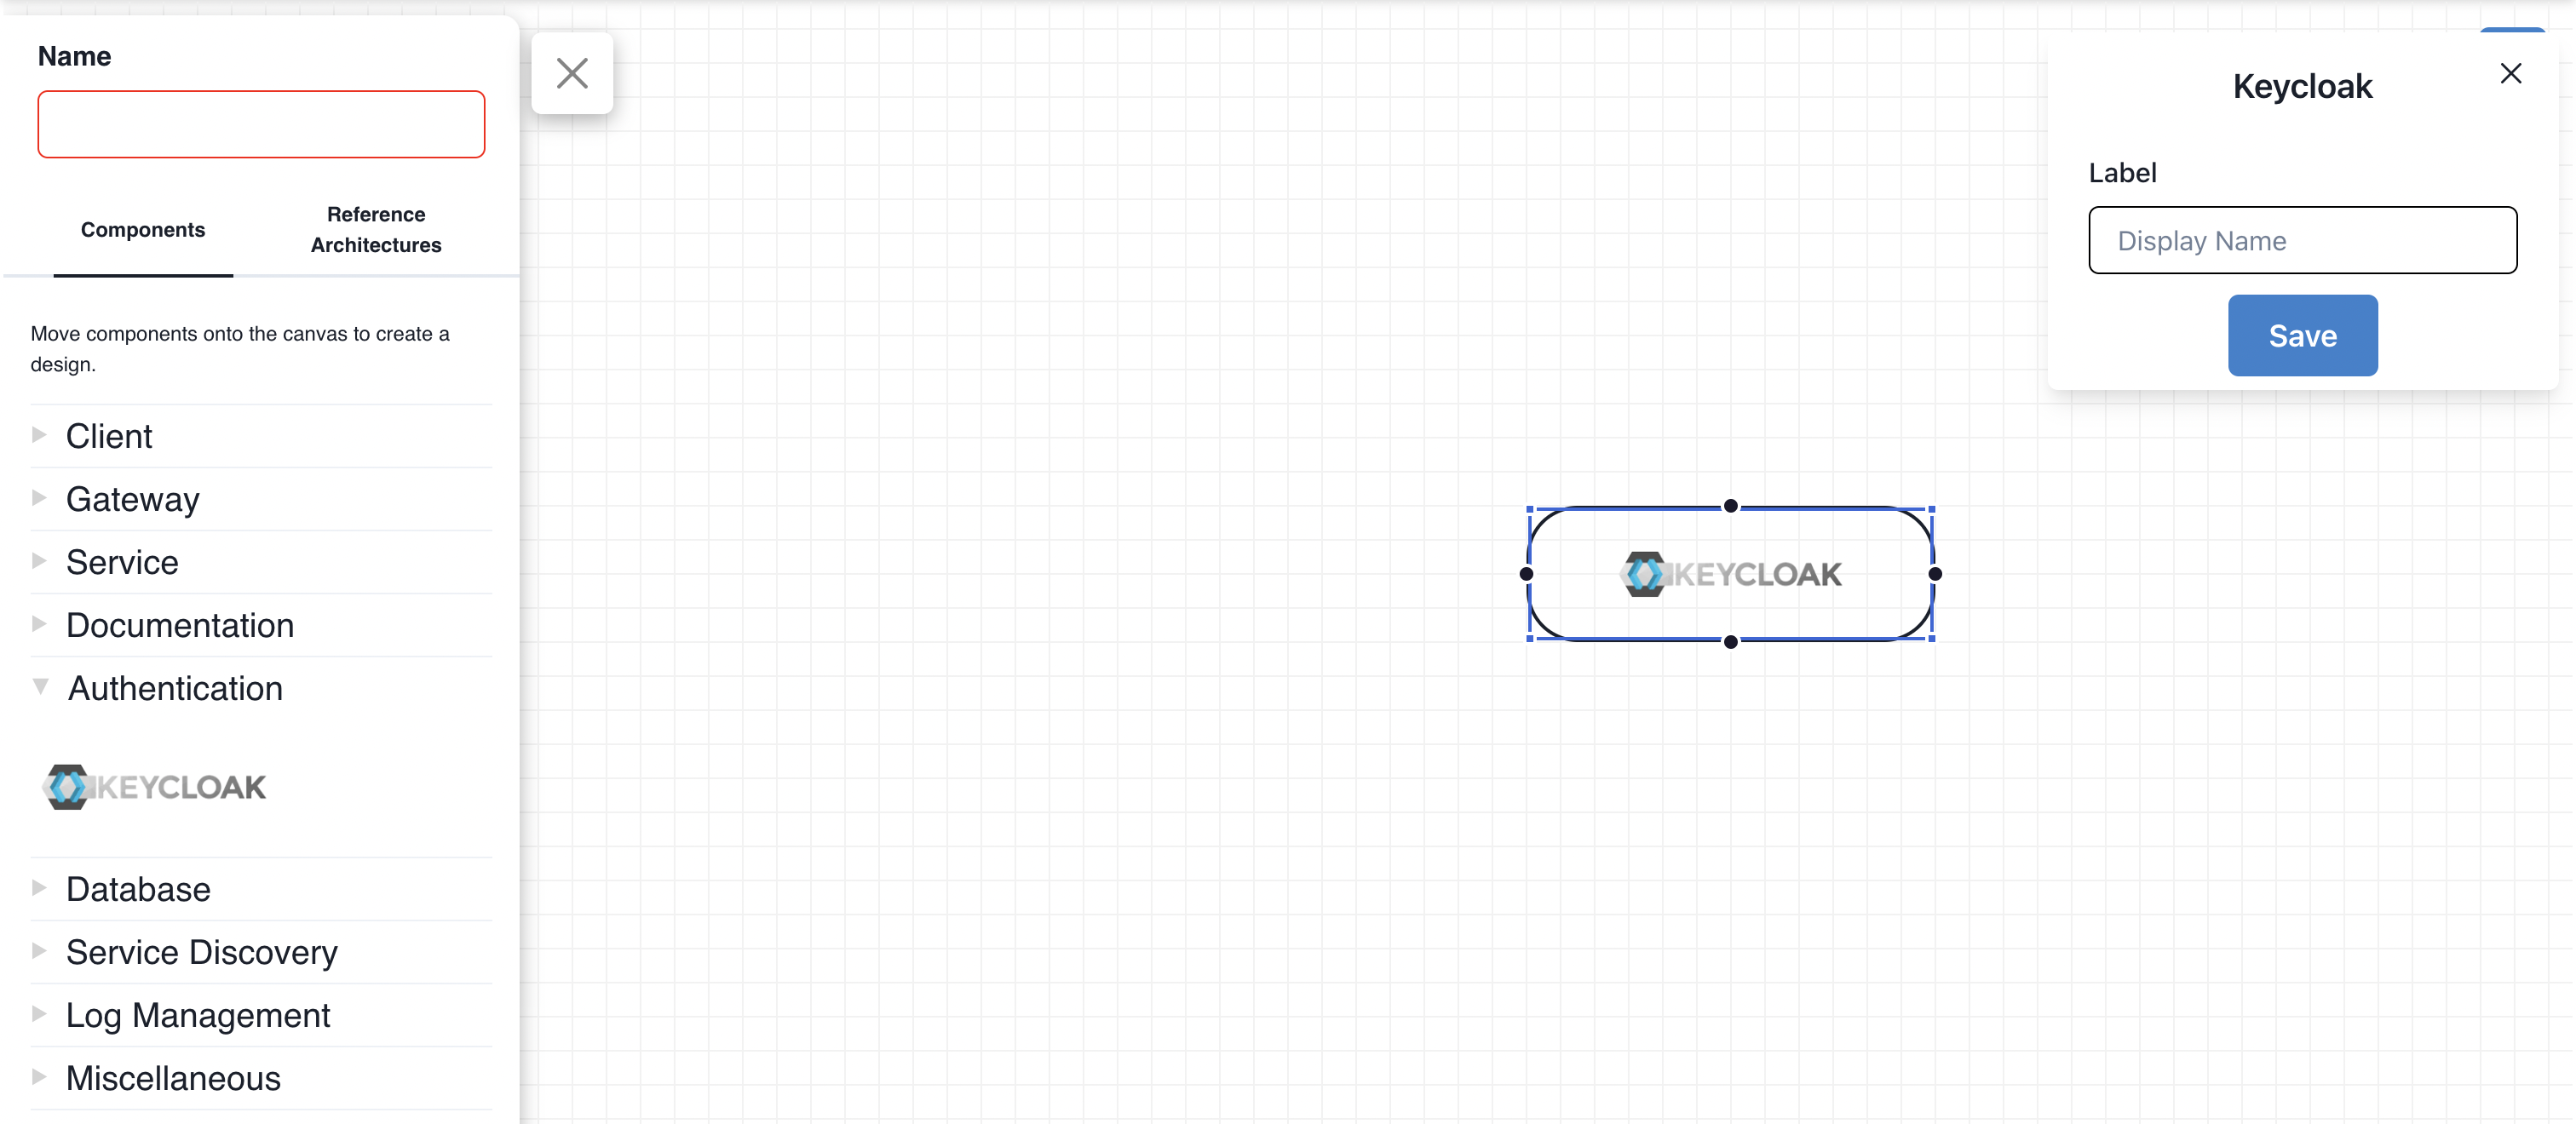 Name
Components
Reference
Architectures
Move components onto the canvas to create a
design.
Client
Gateway
Service
Documentation
Authentication
KEYCLOAK
Database
Service Discovery
Log Management
Miscellaneous
KEYCLOAK
Keycloak
Label
Display Name
Save